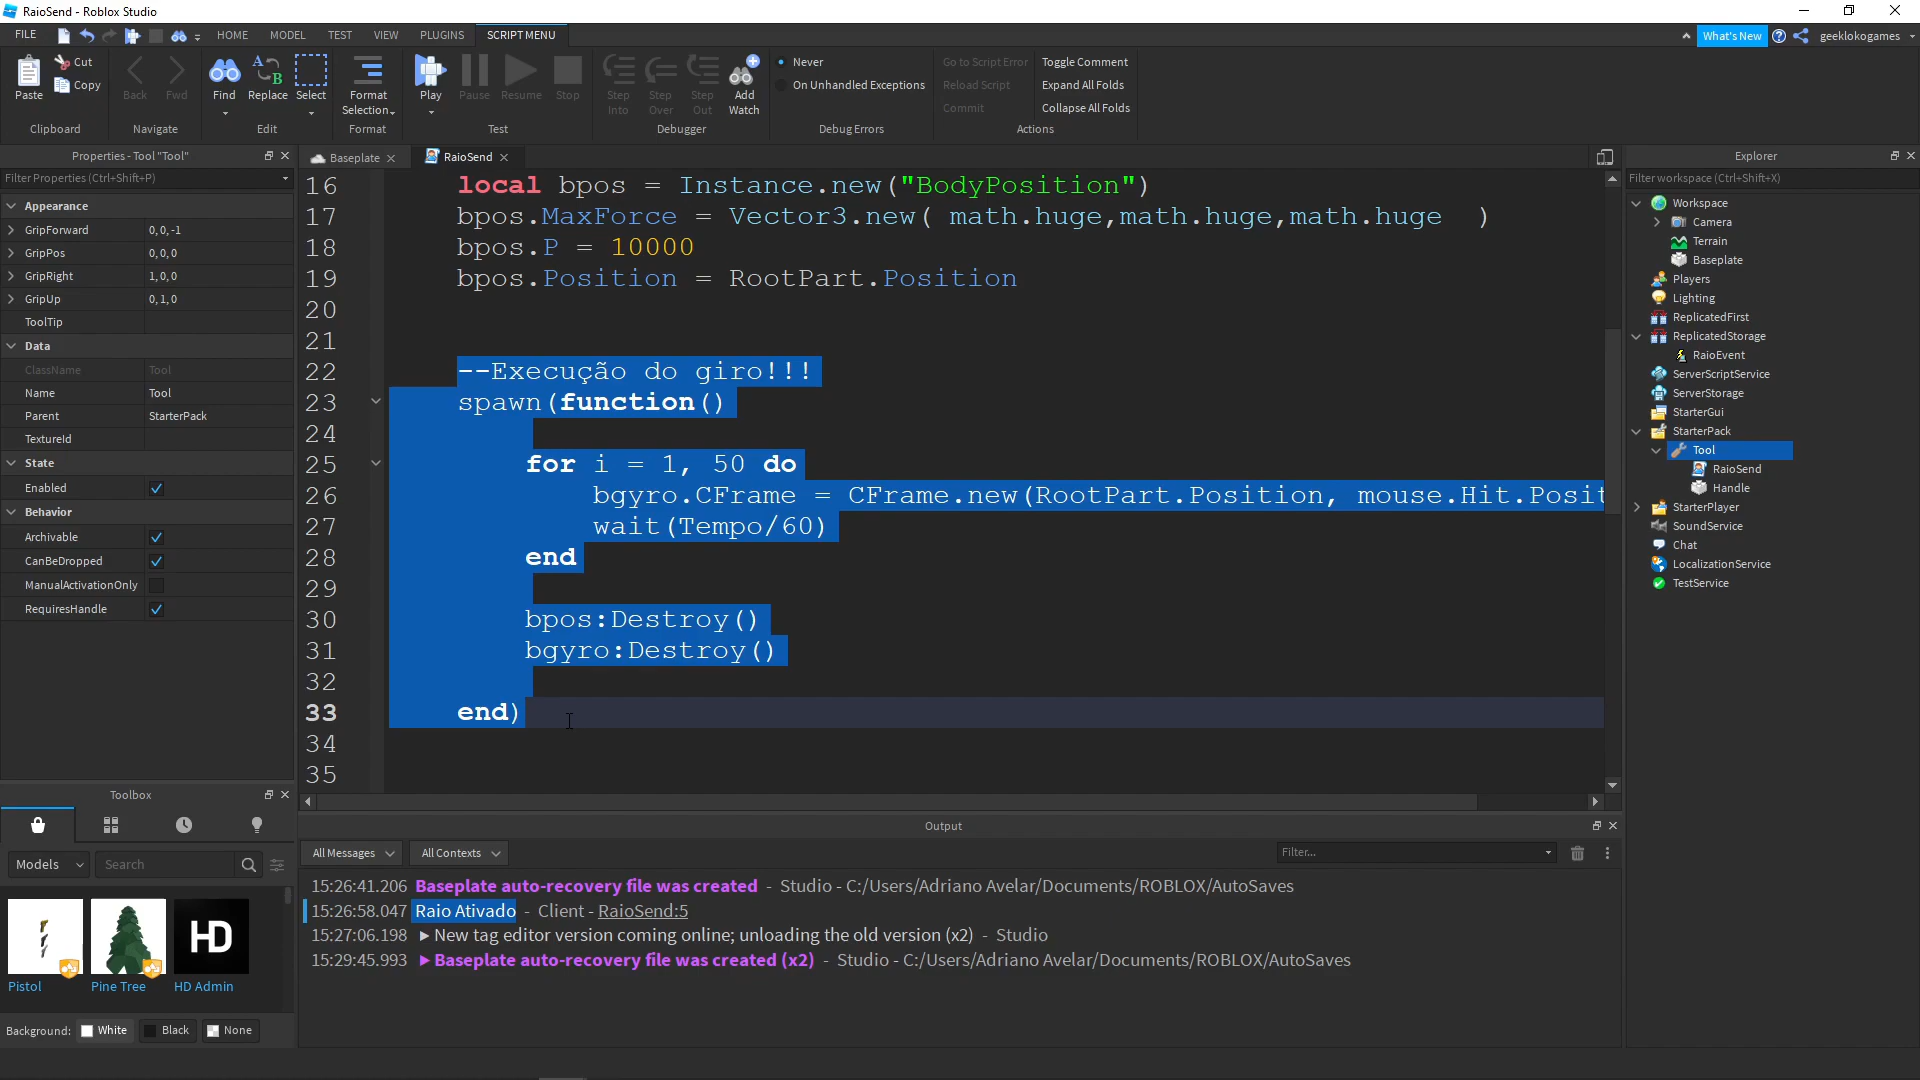 RaioSend - Roblox Studio
FILE HOME MODEL TEST VIEW PLUGINS SCRIPT MENU What's New geeklokogames
Paste Cut Copy Back Fwd Find Replace Select Format Selection Play Pause Resume Stop Step Into Step Over Step Out Add Watch
Never
On Unhandled Exceptions
Go to Script Error
Reload Script
Commit
Toggle Comment
Expand All Folds
Collapse All Folds
Clipboard Navigate Edit Format Test Debugger Debug Errors Actions
Properties - Tool "Tool"
Filter Properties (Ctrl+Shift+P)
Appearance
GripForward 0, 0, -1
GripPos 0, 0, 0
GripRight 1, 0, 0
GripUp 0, 1, 0
ToolTip
Data
ClassName Tool
Name Tool
Parent StarterPack
TextureId
State
Enabled
Behavior
Archivable
CanBeDropped
ManualActivationOnly
RequiresHandle
Toolbox
Models Search
Pistol Pine Tree HD Admin
HD
Background: White Black None
Baseplate RaioSend
16 local bpos = Instance.new("BodyPosition")
17 bpos.MaxForce = Vector3.new( math.huge,math.huge,math.huge )
18 bpos.P = 10000
19 bpos.Position = RootPart.Position
20
21
22 --Execução do giro!!!
23 spawn(function()
24
25 for i = 1, 50 do
26 bgyro.CFrame = CFrame.new(RootPart.Position, mouse.Hit.Posit
27 wait(Tempo/60)
28 end
29
30 bpos:Destroy()
31 bgyro:Destroy()
32
33 end)
34
35
Output
All Messages All Contexts Filter...
15:26:41.206 Baseplate auto-recovery file was created - Studio - C:/Users/Adriano Avelar/Documents/ROBLOX/AutoSaves
15:26:58.047 Raio Ativado - Client - RaioSend:5
15:27:06.198 New tag editor version coming online; unloading the old version (x2) - Studio
15:29:45.993 Baseplate auto-recovery file was created (x2) - Studio - C:/Users/Adriano Avelar/Documents/ROBLOX/AutoSaves
Explorer
Filter workspace (Ctrl+Shift+X)
Workspace
Camera
Terrain
Baseplate
Players
Lighting
ReplicatedFirst
ReplicatedStorage
RaioEvent
ServerScriptService
ServerStorage
StarterGui
StarterPack
Tool
RaioSend
Handle
StarterPlayer
SoundService
Chat
LocalizationService
TestService